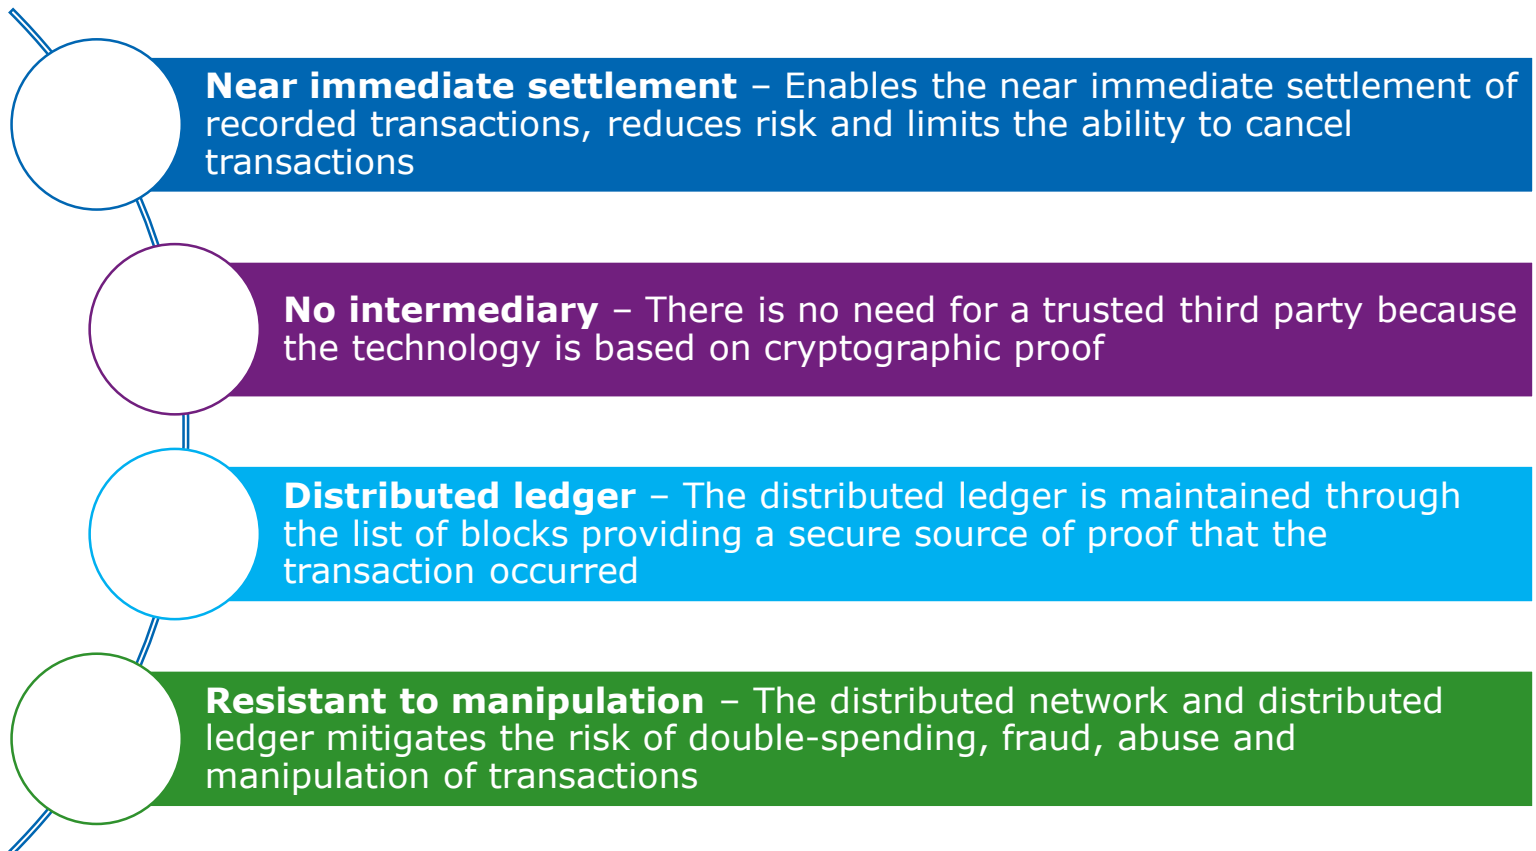 Near immediate settlement – Enables the near immediate settlement of
recorded transactions, reduces risk and limits the ability to cancel
transactions
No intermediary – There is no need for a trusted third party because
the technology is based on cryptographic proof
Distributed ledger – The distributed ledger is maintained through
the list of blocks providing a secure source of proof that the
transaction occurred
Resistant to manipulation – The distributed network and distributed
ledger mitigates the risk of double-spending, fraud, abuse and
manipulation of transactions